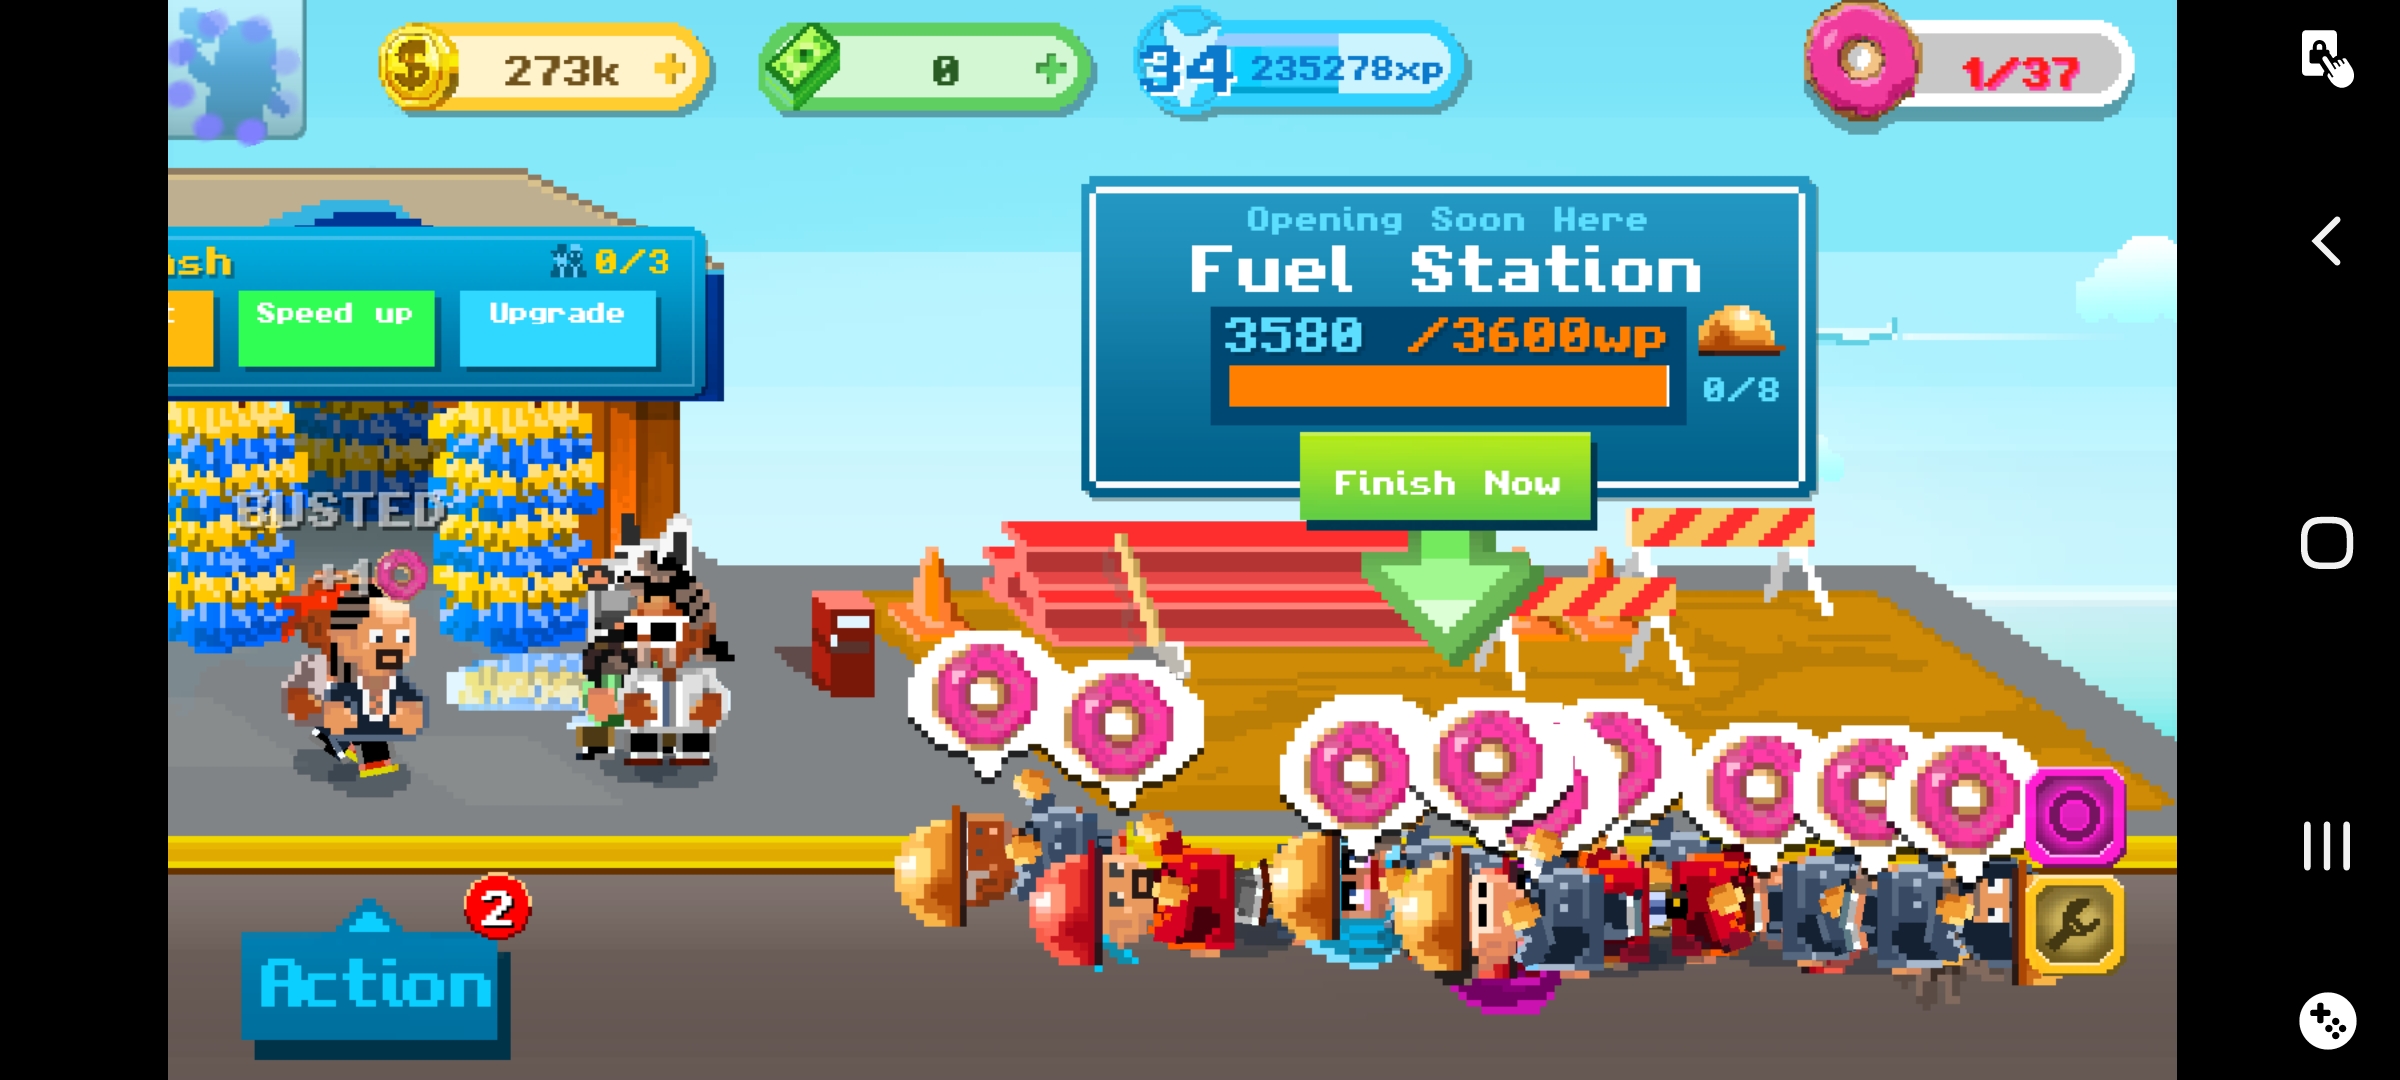 273k
0
34 235278xp
1/37
Opening Soon Here
Fuel Station
3580 /3600wp
0/8
Finish Now
0/3
Speed up
Upgrade
BUSTED
+1
2
Action